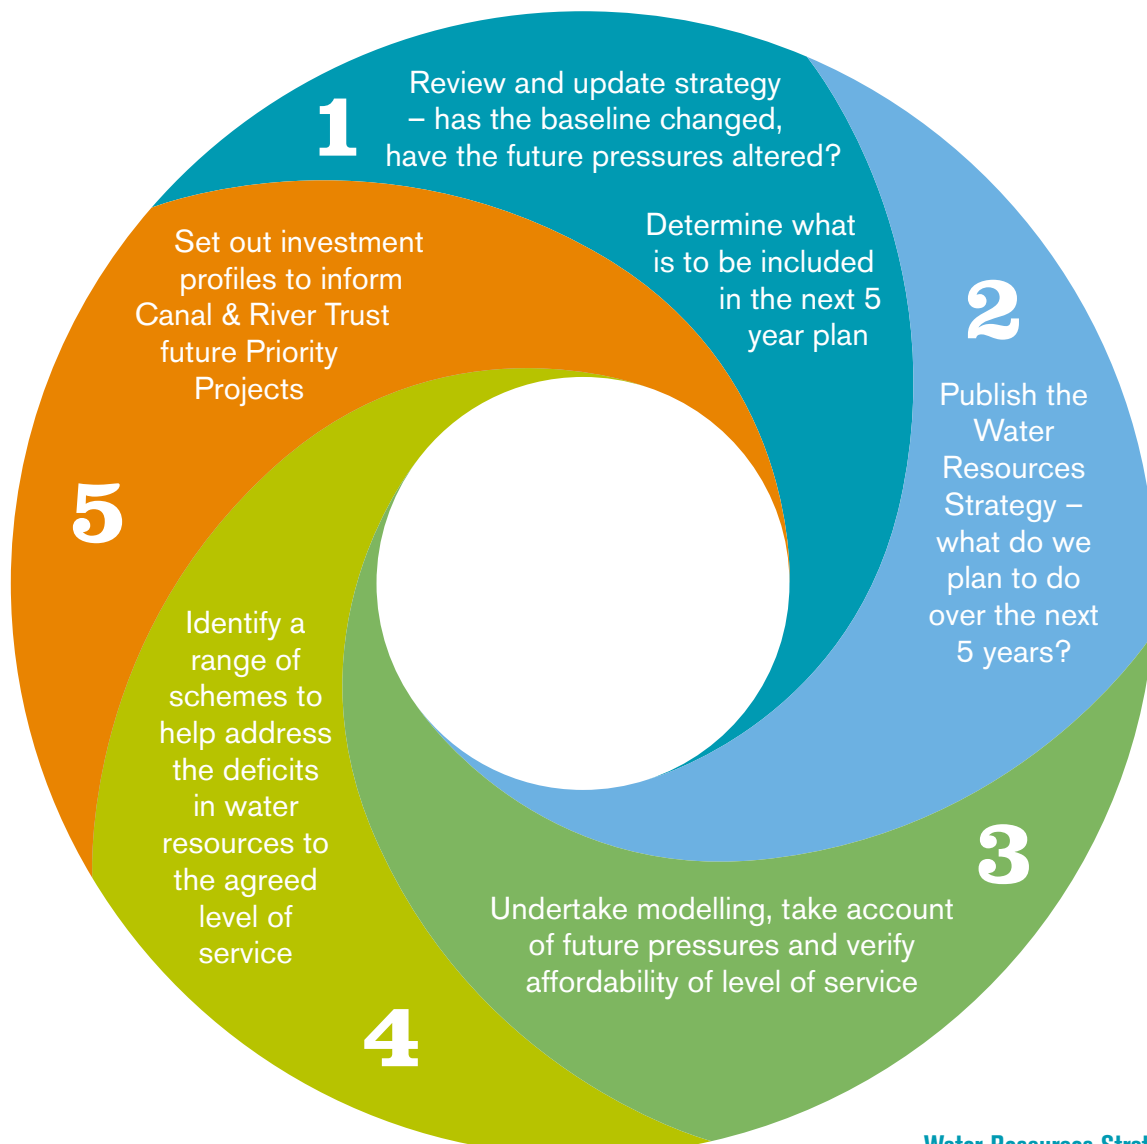 1
Review and update strategy
– has the baseline changed,
have the future pressures altered?
Determine what
is to be included
in the next 5
year plan
2
Publish the
Water
Resources
Strategy –
what do we
plan to do
over the next
5 years?
3
Undertake modelling, take account
of future pressures and verify
affordability of level of service
4
Identify a
range of
schemes to
help address
the deficits
in water
resources to
the agreed
level of
service
5
Set out investment
profiles to inform
Canal & River Trust
future Priority
Projects
Water Resources